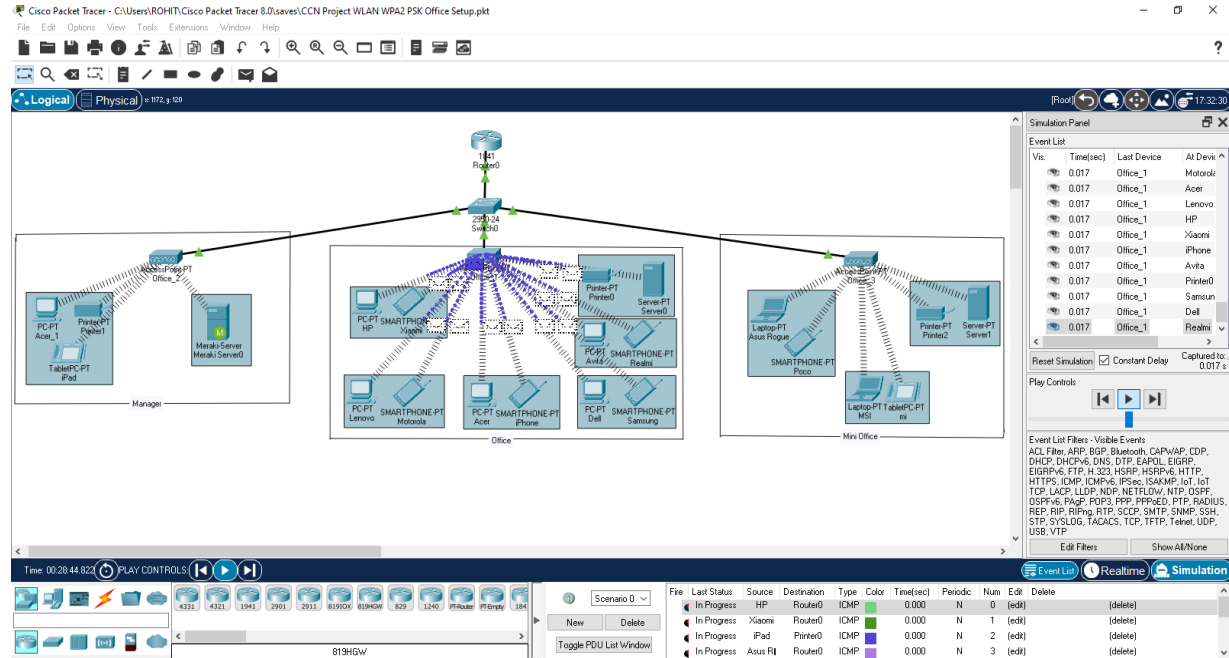 Cisco Packet Tracer - C:\Users\ROHIT\Cisco Packet Tracer 8.0\saves\CCN Project WLAN WPA2 PSK Office Setup.pkt
File Edit Options View Tools Extensions Window Help
?
Logical Physical x: 1172, y: 120 [Root] 17:32:30
Simulation Panel
Event List
Vis. Time(sec) Last Device At Devic
0.017 Office_1 Motorola
0.017 Office_1 Acer
0.017 Office_1 Lenovo
0.017 Office_1 HP
0.017 Office_1 Xiaomi
0.017 Office_1 iPhone
0.017 Office_1 Avita
0.017 Office_1 Printer0
0.017 Office_1 Samsun
0.017 Office_1 Dell
0.017 Office_1 Realmi
Reset Simulation Constant Delay Captured to:
0.017 s
Play Controls
Event List Filters - Visible Events
ACL Filter, ARP, BGP, Bluetooth, CAPWAP, CDP,
DHCP, DHCPv6, DNS, DTP, EAPOL, EIGRP,
EIGRPv6, FTP, H.323, HSRP, HSRPv6, HTTP,
HTTPS, ICMP, ICMPv6, IPSec, ISAKMP, IoT, IoT
TCP, LACP, LLDP, NDP, NETFLOW, NTP, OSPF,
OSPFv6, PAgP, POP3, PPP, PPPoED, PTP, RADIUS,
REP, RIP, RIPng, RTP, SCCP, SMTP, SNMP, SSH,
STP, SYSLOG, TACACS, TCP, TFTP, Telnet, UDP,
USB, VTP
Edit Filters Show All/None
1841
Router0
2950-24
Switch0
AccessPoint-PT
Office_2
PC-PT
Acer_1
Printer-PT
Printer1
TabletPC-PT
iPad
Meraki-Server
Meraki Server0
Manager
PC-PT
HP
SMARTPHONE-PT
Xiaomi
Printer-PT
Printer0
Server-PT
Server0
PC-PT
Avita
SMARTPHONE-PT
Realmi
PC-PT
Lenovo
SMARTPHONE-PT
Motorola
PC-PT
Acer
SMARTPHONE-PT
iPhone
PC-PT
Dell
SMARTPHONE-PT
Samsung
Office
AccessPoint-PT
Laptop-PT
Asus Rogue
SMARTPHONE-PT
Poco
Printer-PT
Printer2
Server-PT
Server1
Laptop-PT
MSI
TabletPC-PT
mi
Mini Office
Time: 00:28:44.822 PLAY CONTROLS: Event List Realtime Simulation
4331 4321 1941 2901 2911 819IOX 819HGW 829 1240 PT-Router PT-Empty 184
819HGW
Scenario 0
New Delete
Toggle PDU List Window
Fire Last Status Source Destination Type Color Time(sec) Periodic Num Edit Delete
In Progress HP Router0 ICMP 0.000 N 0 (edit) (delete)
In Progress Xiaomi Router0 ICMP 0.000 N 1 (edit) (delete)
In Progress iPad Printer0 ICMP 0.000 N 2 (edit) (delete)
In Progress Asus R Router0 ICMP 0.000 N 3 (edit) (delete)